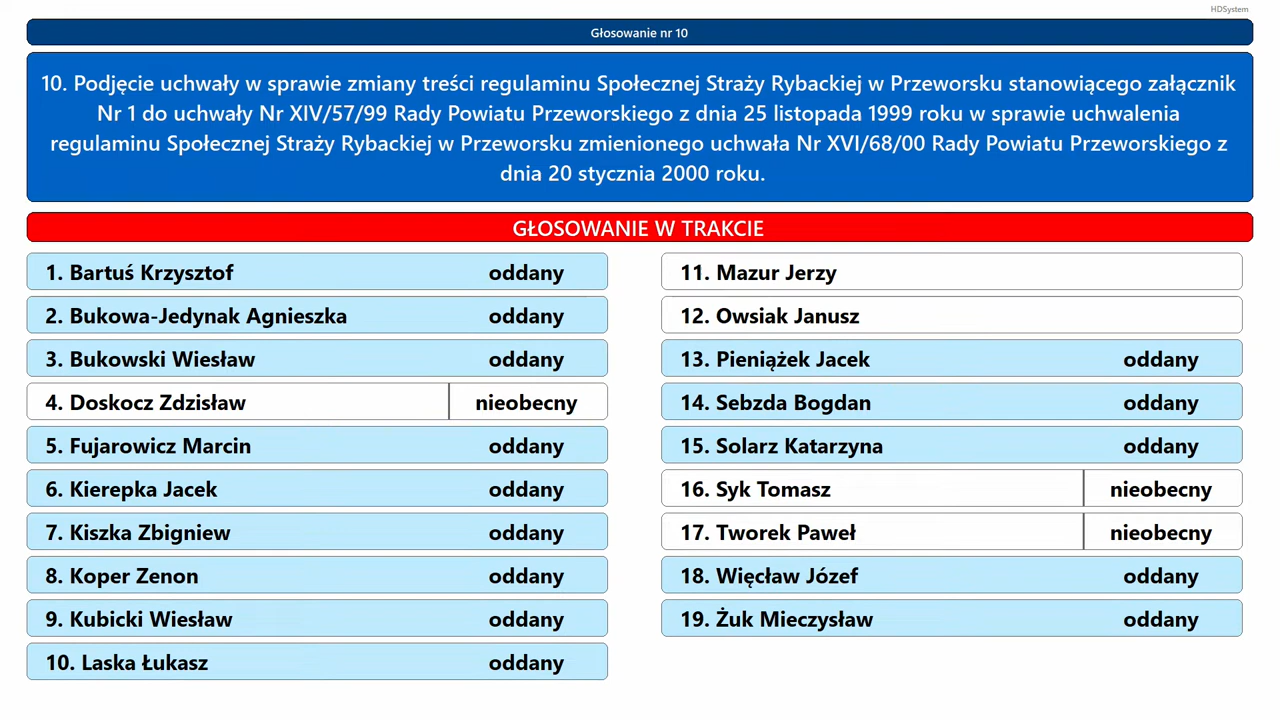 HDSystem
Głosowanie nr 10
10. Podjęcie uchwały w sprawie zmiany treści regulaminu Społecznej Straży Rybackiej w Przeworsku stanowiącego załącznik
Nr 1 do uchwały Nr XIV/57/99 Rady Powiatu Przeworskiego z dnia 25 listopada 1999 roku w sprawie uchwalenia
regulaminu Społecznej Straży Rybackiej w Przeworsku zmienionego uchwała Nr XVI/68/00 Rady Powiatu Przeworskiego z
dnia 20 stycznia 2000 roku.
GŁOSOWANIE W TRAKCIE
1. Bartuś Krzysztof oddany
2. Bukowa-Jedynak Agnieszka oddany
3. Bukowski Wiesław oddany
4. Doskocz Zdzisław nieobecny
5. Fujarowicz Marcin oddany
6. Kierepka Jacek oddany
7. Kiszka Zbigniew oddany
8. Koper Zenon oddany
9. Kubicki Wiesław oddany
10. Laska Łukasz oddany
11. Mazur Jerzy
12. Owsiak Janusz
13. Pieniążek Jacek oddany
14. Sebzda Bogdan oddany
15. Solarz Katarzyna oddany
16. Syk Tomasz nieobecny
17. Tworek Paweł nieobecny
18. Więcław Józef oddany
19. Żuk Mieczysław oddany